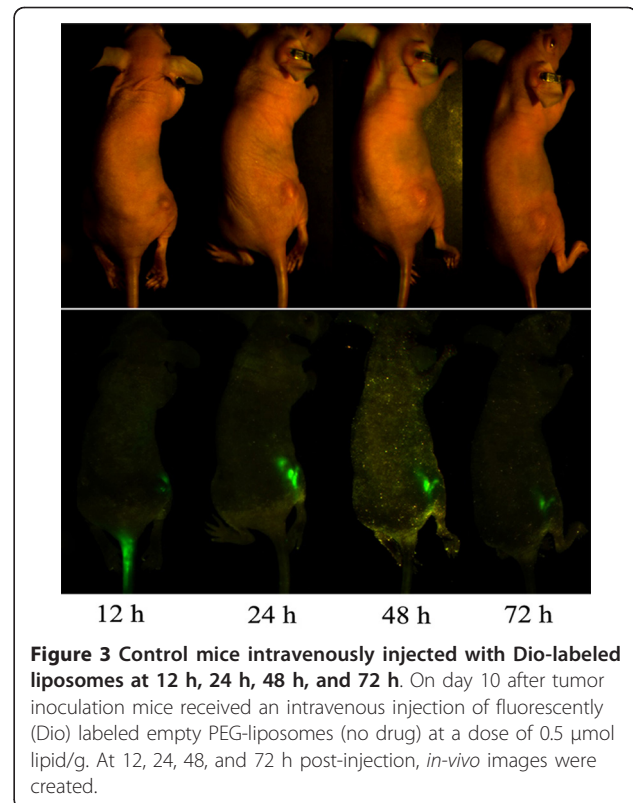 12 h 24 h 48 h 72 h
Figure 3 Control mice intravenously injected with Dio-labeled
liposomes at 12 h, 24 h, 48 h, and 72 h. On day 10 after tumor
inoculation mice received an intravenous injection of fluorescently
(Dio) labeled empty PEG-liposomes (no drug) at a dose of 0.5 μmol
lipid/g. At 12, 24, 48, and 72 h post-injection, in-vivo images were
created.